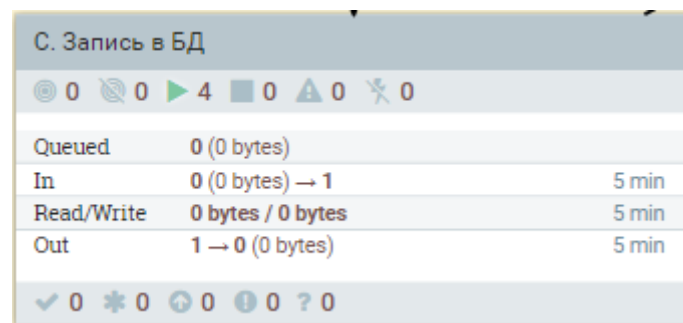 С. Запись в БД
0 0 4 0 0 0
Queued 0 (0 bytes)
In 0 (0 bytes) → 1 5 min
Read/Write 0 bytes / 0 bytes 5 min
Out 1 → 0 (0 bytes) 5 min
0 0 0 0 ? 0